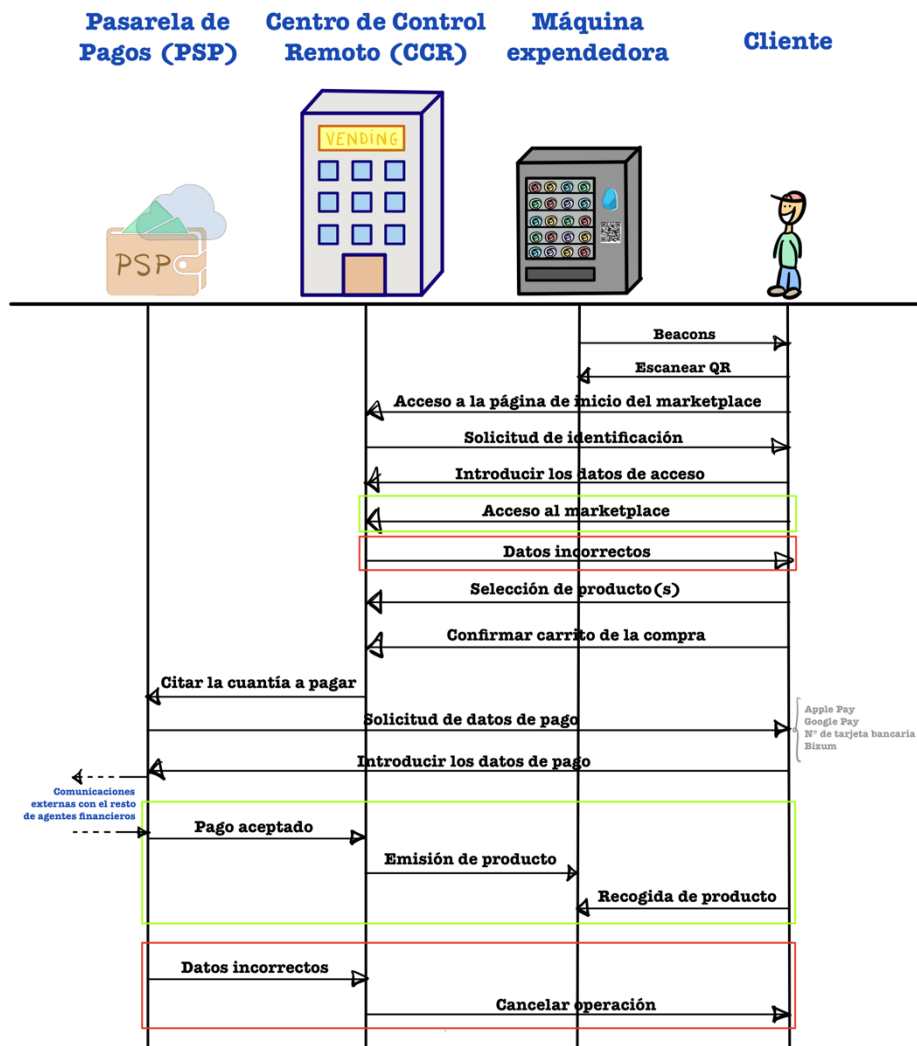 Pasarela de
Pagos (PSP)
Centro de Control
Remoto (CCR)
Máquina
expendedora
Cliente
VENDING
PSP
Beacons
Escanear QR
Acceso a la página de inicio del marketplace
Solicitud de identificación
Introducir los datos de acceso
Acceso al marketplace
Datos incorrectos
Selección de producto(s)
Confirmar carrito de la compra
Citar la cuantía a pagar
Solicitud de datos de pago
Apple Pay
Google Pay
Nº de tarjeta bancaria
Bizum
Introducir los datos de pago
Comunicaciones
externas con el resto
de agentes financieros
Pago aceptado
Emisión de producto
Recogida de producto
Datos incorrectos
Cancelar operación